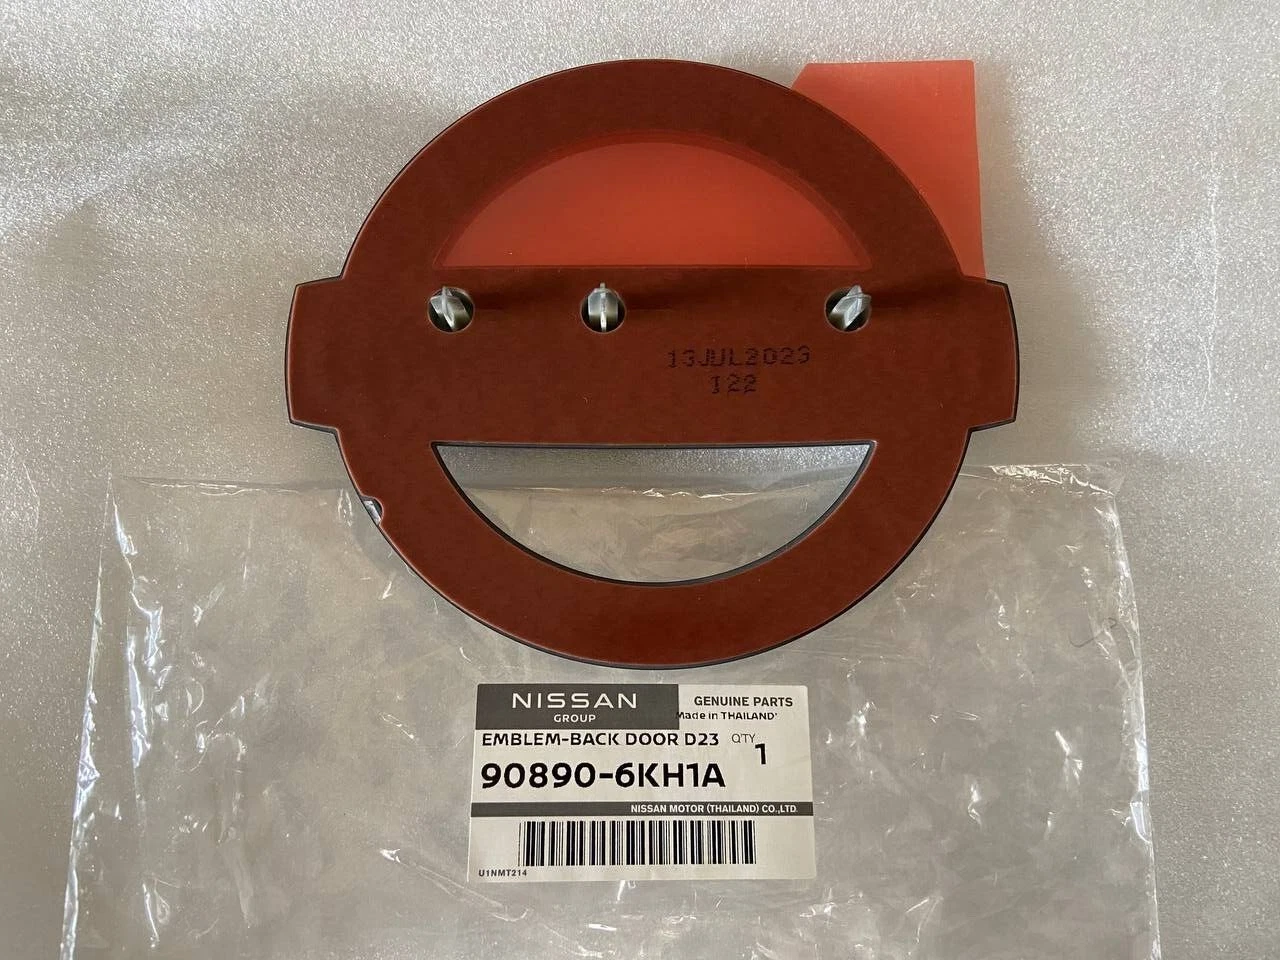 13JUL2023
I22
NISSAN
GROUP
GENUINE PARTS
Made in THAILAND'
EMBLEM-BACK DOOR D23
QTY
1
90890-6KH1A
NISSAN MOTOR (THAILAND) CO.,LTD.
U1NMT214